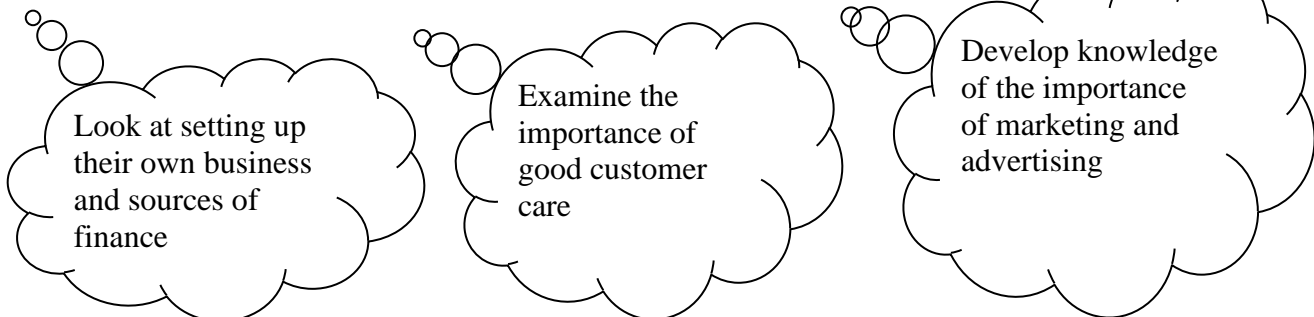 Look at setting up
their own business
and sources of
finance
Examine the
importance of
good customer
care
Develop knowledge
of the importance
of marketing and
advertising